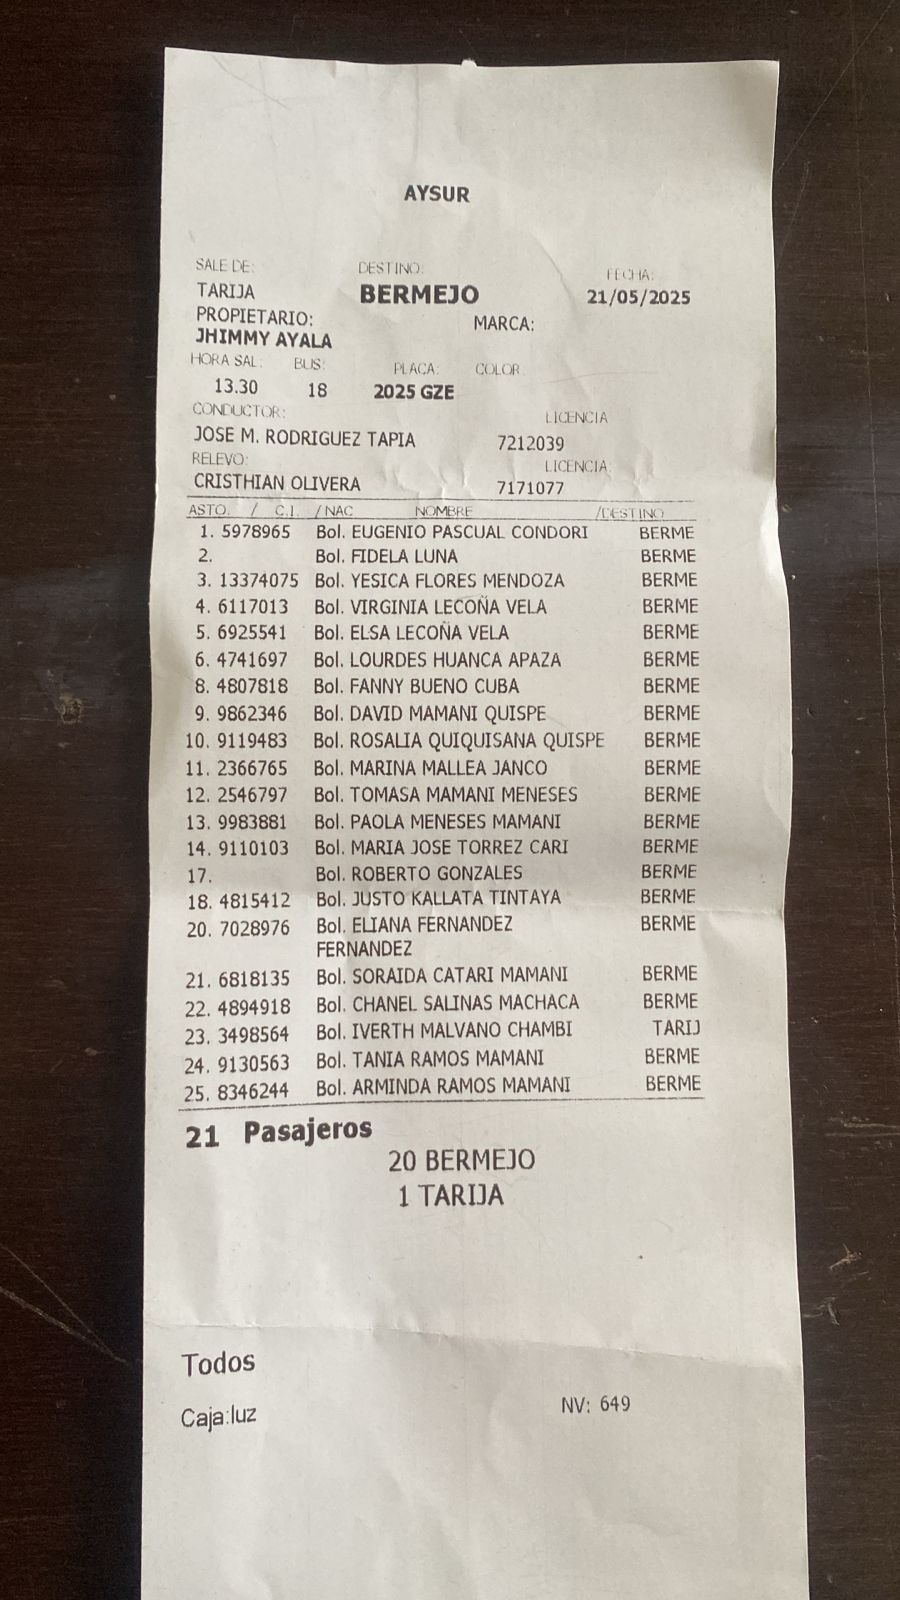 AYSUR
SALE DE: DESTINO: FECHA:
TARIJA BERMEJO 21/05/2025
PROPIETARIO: MARCA:
JHIMMY AYALA
HORA SAL: BUS: PLACA: COLOR
13.30 18 2025 GZE
CONDUCTOR: LICENCIA
JOSE M. RODRIGUEZ TAPIA 7212039
RELEVO: LICENCIA:
CRISTHIAN OLIVERA 7171077
ASTO. / C.I. / NAC NOMBRE /DESTINO
1. 5978965 Bol. EUGENIO PASCUAL CONDORI BERME
2. Bol. FIDELA LUNA BERME
3. 13374075 Bol. YESICA FLORES MENDOZA BERME
4. 6117013 Bol. VIRGINIA LECOÑA VELA BERME
5. 6925541 Bol. ELSA LECOÑA VELA BERME
6. 4741697 Bol. LOURDES HUANCA APAZA BERME
8. 4807818 Bol. FANNY BUENO CUBA BERME
9. 9862346 Bol. DAVID MAMANI QUISPE BERME
10. 9119483 Bol. ROSALIA QUIQUISANA QUISPE BERME
11. 2366765 Bol. MARINA MALLEA JANCO BERME
12. 2546797 Bol. TOMASA MAMANI MENESES BERME
13. 9983881 Bol. PAOLA MENESES MAMANI BERME
14. 9110103 Bol. MARIA JOSE TORREZ CARI BERME
17. Bol. ROBERTO GONZALES BERME
18. 4815412 Bol. JUSTO KALLATA TINTAYA BERME
20. 7028976 Bol. ELIANA FERNANDEZ BERME
FERNANDEZ
21. 6818135 Bol. SORAIDA CATARI MAMANI BERME
22. 4894918 Bol. CHANEL SALINAS MACHACA BERME
23. 3498564 Bol. IVERTH MALVANO CHAMBI TARIJ
24. 9130563 Bol. TANIA RAMOS MAMANI BERME
25. 8346244 Bol. ARMINDA RAMOS MAMANI BERME
21 Pasajeros
20 BERMEJO
1 TARIJA
Todos
Caja:luz NV: 649